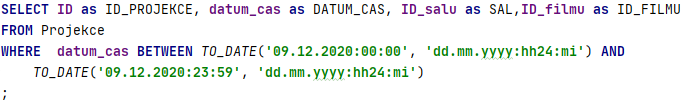 SELECT ID as ID_PROJEKCE, datum_cas as DATUM_CAS, ID_salu as SAL,ID_filmu as ID_FILMU
FROM Projekce
WHERE  datum_cas BETWEEN TO_DATE('09.12.2020:00:00', 'dd.mm.yyyy:hh24:mi') AND
    TO_DATE('09.12.2020:23:59', 'dd.mm.yyyy:hh24:mi')
;